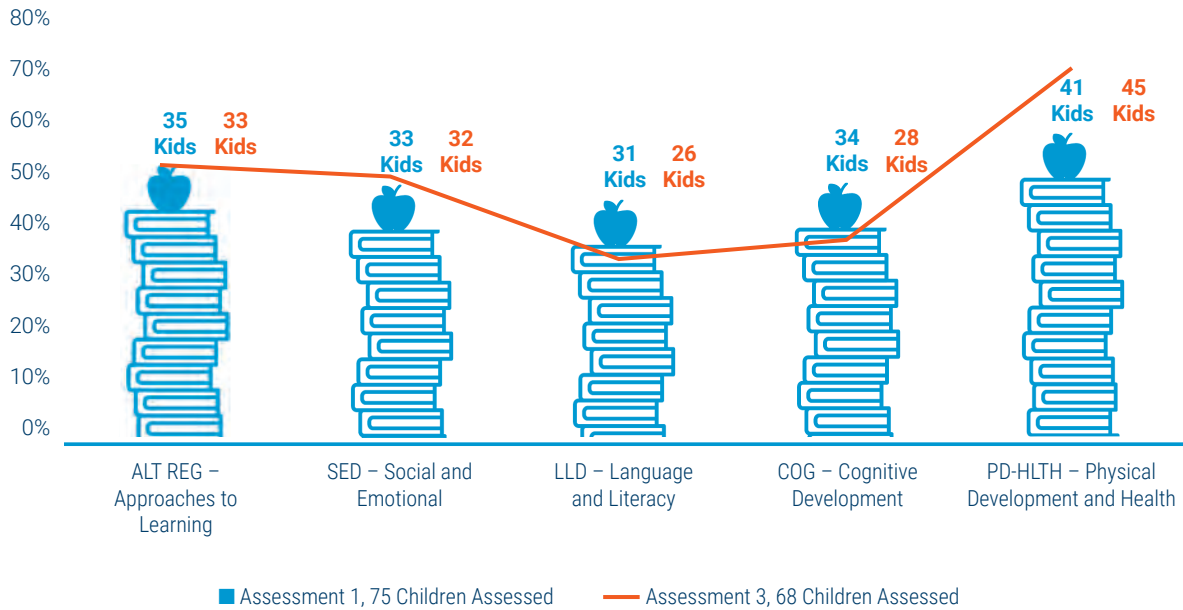 80%
70%
60%
50%
40%
30%
20%
10%
0%
35
Kids
33
Kids
33
Kids
32
Kids
31
Kids
26
Kids
34
Kids
28
Kids
41
Kids
45
Kids
ALT REG –
Approaches to
Learning
SED – Social and
Emotional
LLD – Language
and Literacy
COG – Cognitive
Development
PD-HLTH – Physical
Development and Health
Assessment 1, 75 Children Assessed
Assessment 3, 68 Children Assessed